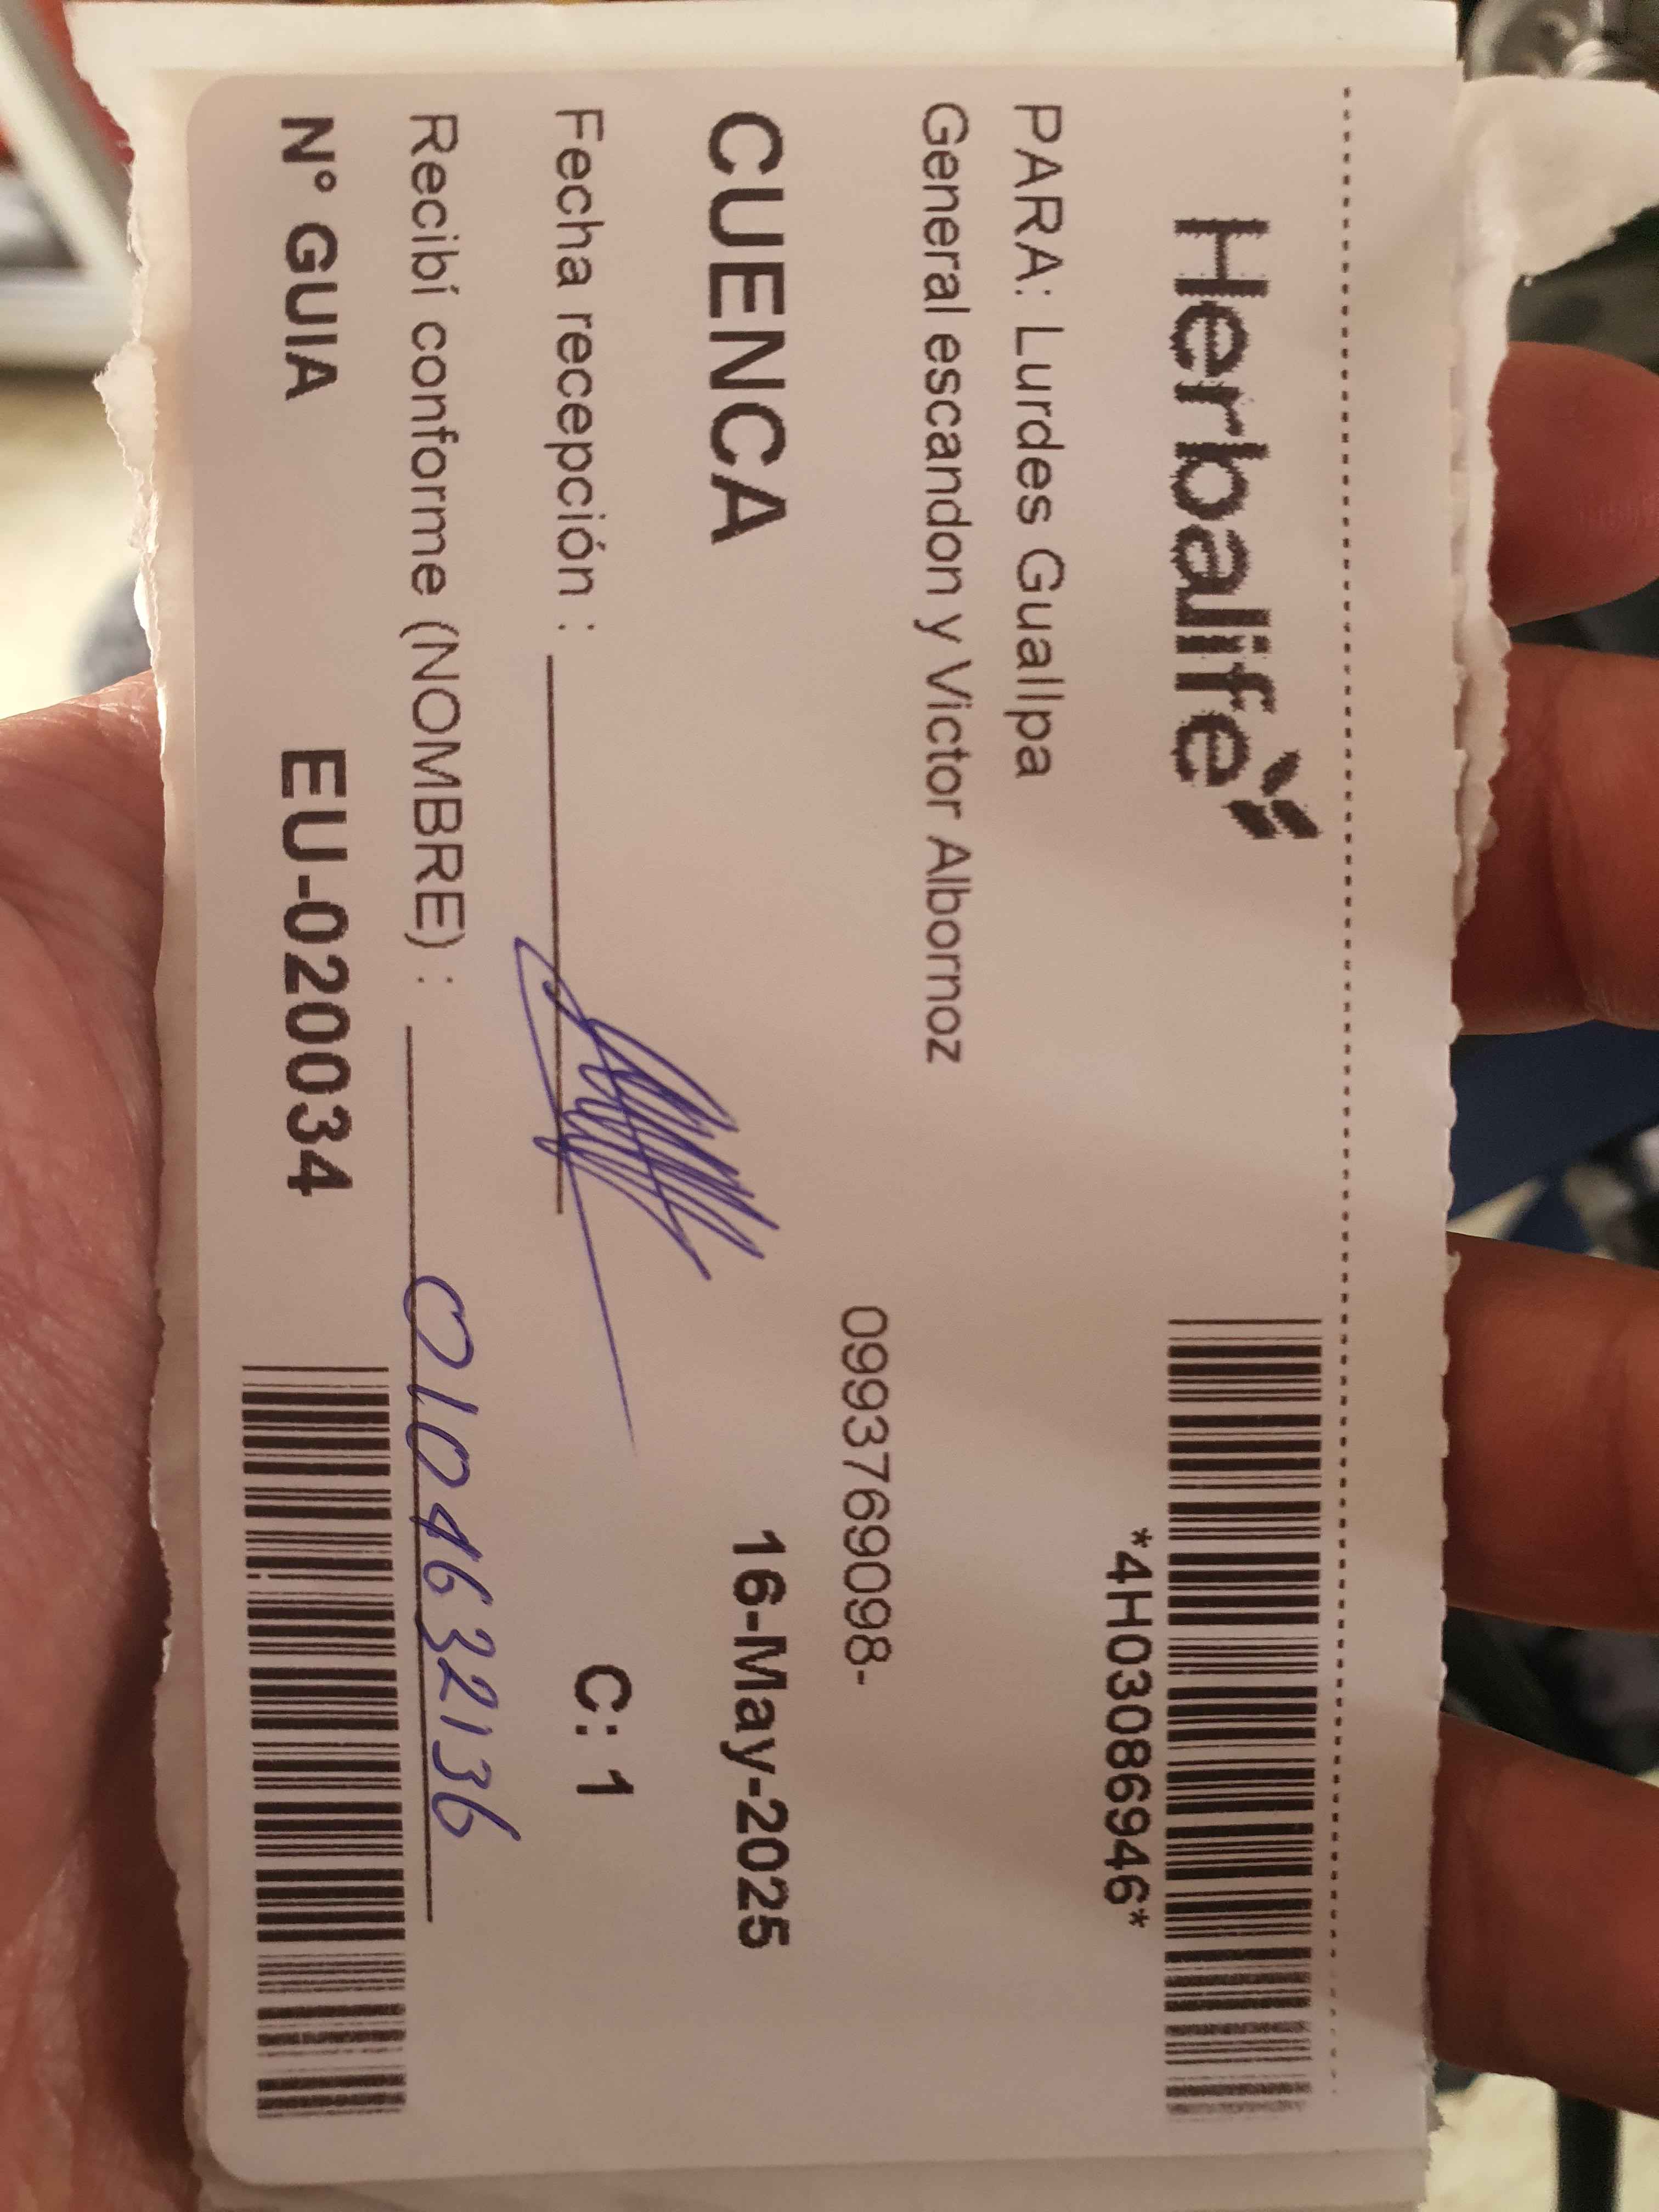 Herbalife
*4H03086946*
PARA: Lurdes Guallpa
General escandon y Victor Albornoz
0993769098-
CUENCA 16-May-2025
Fecha recepción : C: 1
Recibí conforme (NOMBRE) : 0104632136
N° GUIA EU-020034